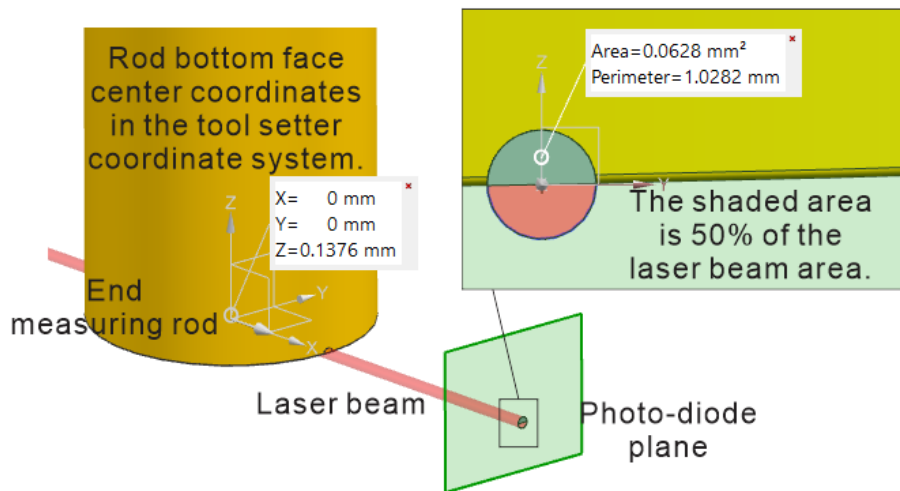 Rod bottom face
center coordinates
in the tool setter
coordinate system.
X= 0 mm
Y= 0 mm
Z=0.1376 mm
Z
Y
X
End
measuring rod
Laser beam
Photo-diode
plane
Area=0.0628 mm²
Perimeter=1.0282 mm
Z
Y
The shaded area
is 50% of the
laser beam area.